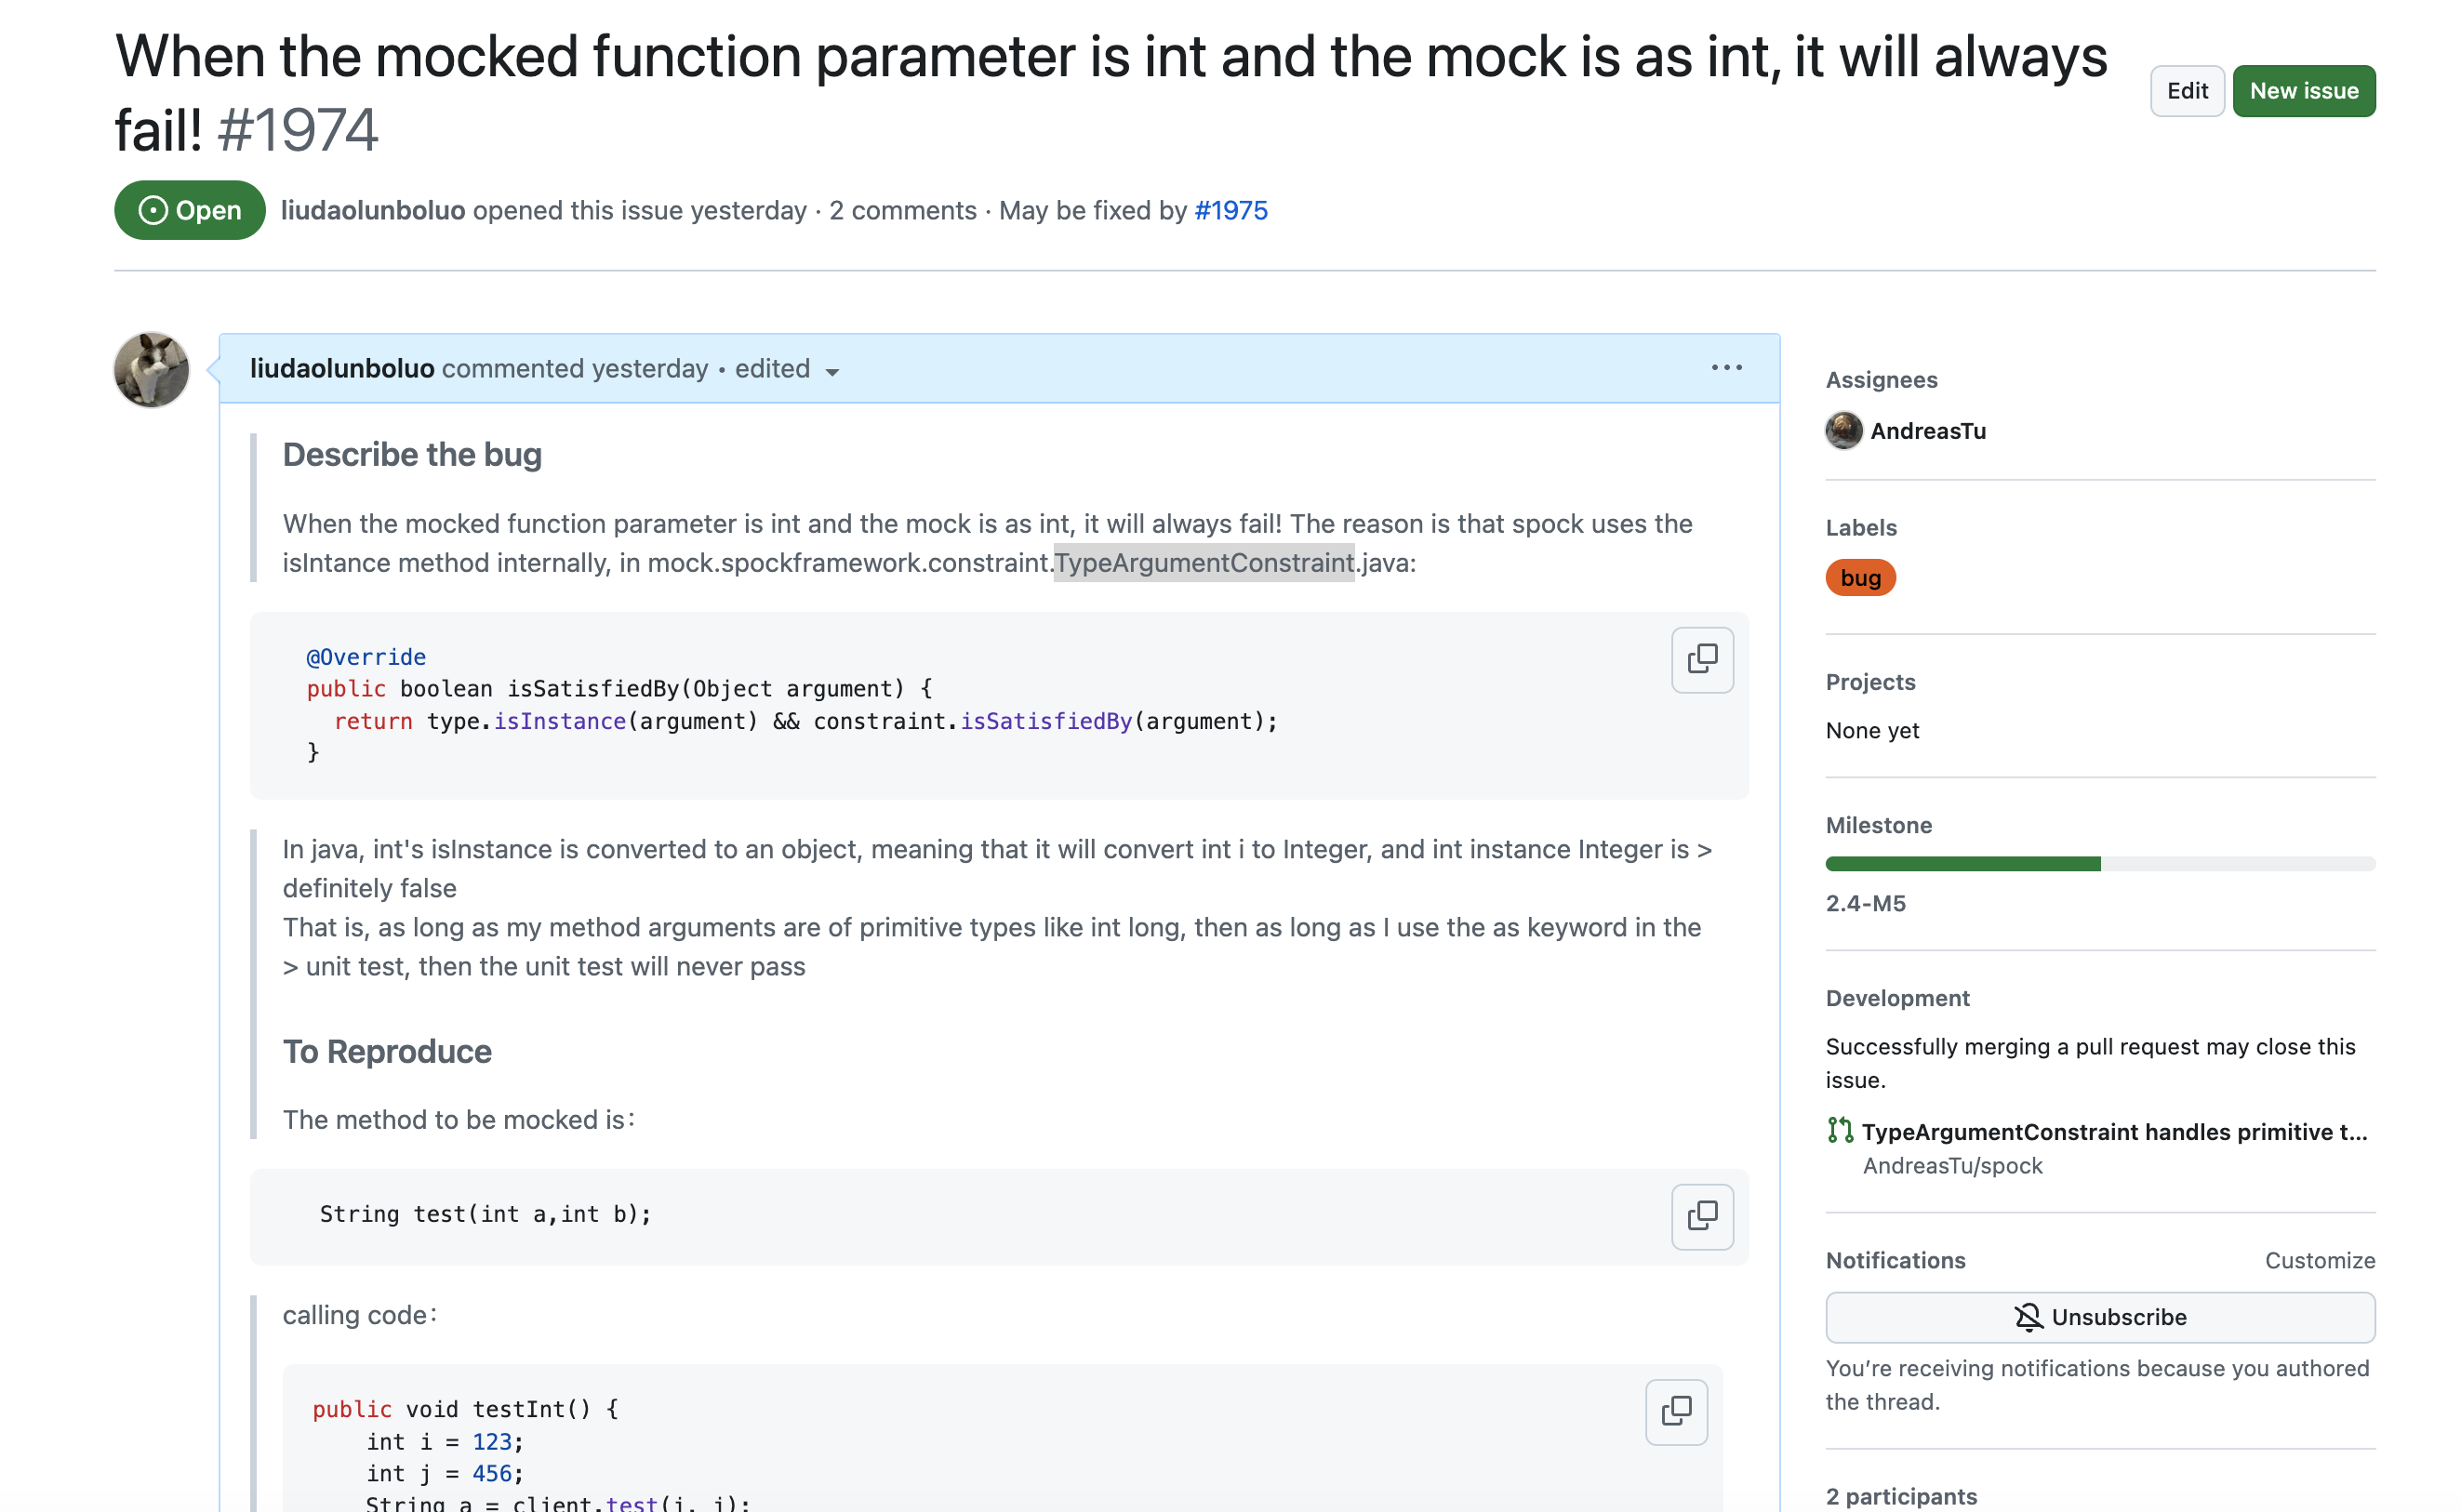 When the mocked function parameter is int and the mock is as int, it will always
fail! #1974
Edit
New issue
Open
liudaolunboluo opened this issue yesterday · 2 comments · May be fixed by #1975
liudaolunboluo commented yesterday • edited
Describe the bug
When the mocked function parameter is int and the mock is as int, it will always fail! The reason is that spock uses the
isIntance method internally, in mock.spockframework.constraint.TypeArgumentConstraint.java:
@Override
public boolean isSatisfiedBy(Object argument) {
return type.isInstance(argument) && constraint.isSatisfiedBy(argument);
}
In java, int's isInstance is converted to an object, meaning that it will convert int i to Integer, and int instance Integer is >
definitely false
That is, as long as my method arguments are of primitive types like int long, then as long as I use the as keyword in the
> unit test, then the unit test will never pass
To Reproduce
The method to be mocked is：
String test(int a,int b);
calling code：
public void testInt() {
int i = 123;
int j = 456;
String a = client.test(i, j);
Assignees
AndreasTu
Labels
bug
Projects
None yet
Milestone
2.4-M5
Development
Successfully merging a pull request may close this
issue.
TypeArgumentConstraint handles primitive t...
AndreasTu/spock
Notifications
Customize
Unsubscribe
You’re receiving notifications because you authored
the thread.
2 participants